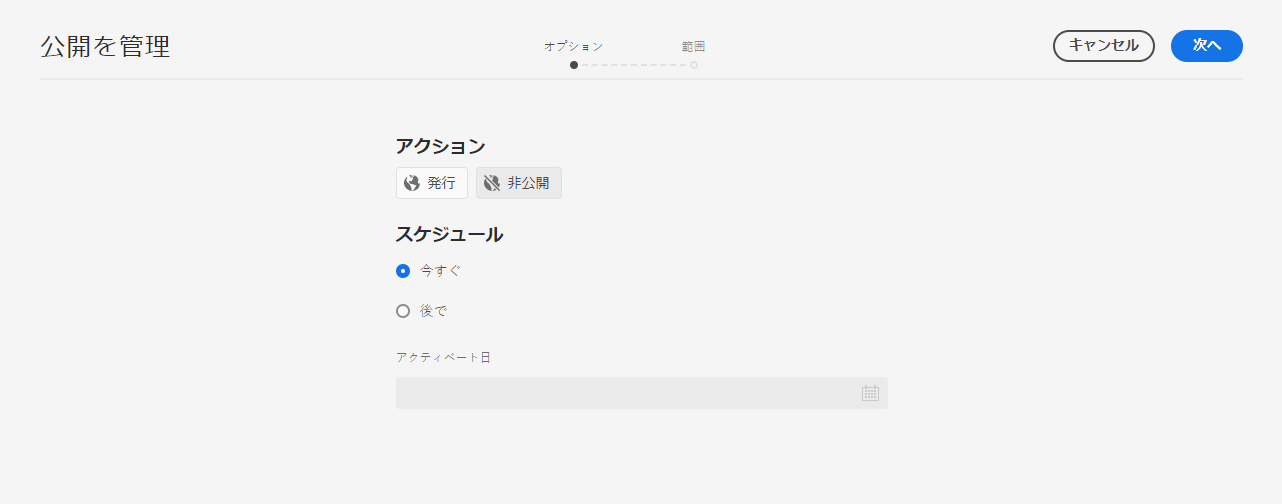 公開を管理
オプション
範囲
キャンセル
次へ
アクション
発行
非公開
スケジュール
今すぐ
後で
アクティベート日